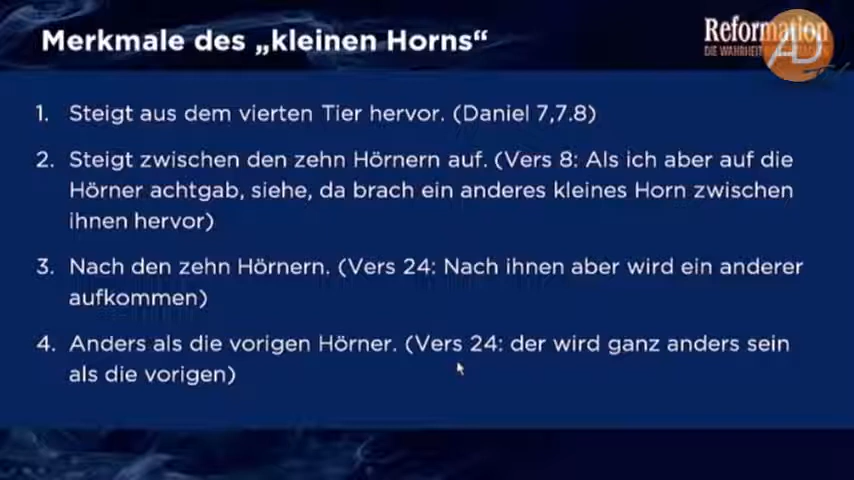 Merkmale des „kleinen Horns“
Reformation
DIE WAHRHEIT
1. Steigt aus dem vierten Tier hervor. (Daniel 7,7.8)
2. Steigt zwischen den zehn Hörnern auf. (Vers 8: Als ich aber auf die
Hörner achtgab, siehe, da brach ein anderes kleines Horn zwischen
ihnen hervor)
3. Nach den zehn Hörnern. (Vers 24: Nach ihnen aber wird ein anderer
aufkommen)
4. Anders als die vorigen Hörner. (Vers 24: der wird ganz anders sein
als die vorigen)